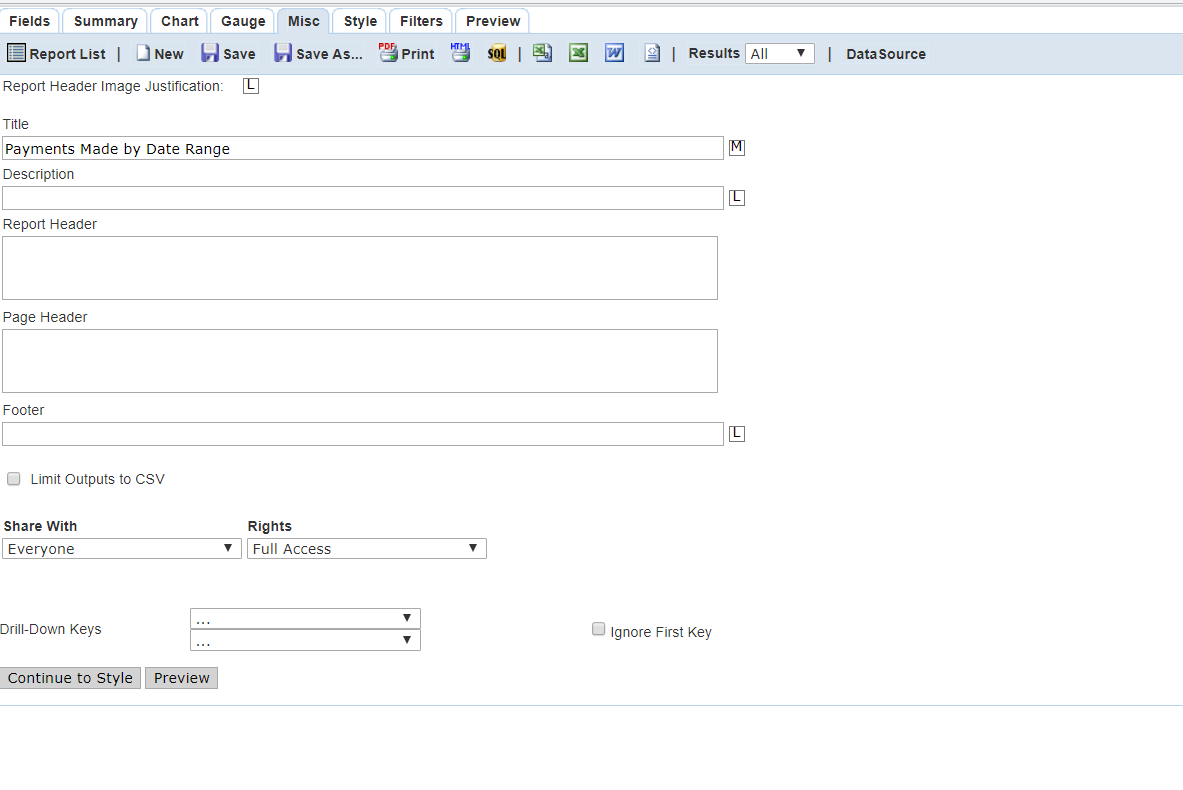 Fields Summary Chart Gauge Misc Style Filters Preview
Report List | New Save Save As... PDF Print HTML SQL | W | Results All ▼ | DataSource
Report Header Image Justification: L
Title
Payments Made by Date Range M
Description
L
Report Header
Page Header
Footer
L
Limit Outputs to CSV
Share With Rights
Everyone ▼ Full Access ▼
... ▼
Drill-Down Keys Ignore First Key
... ▼
Continue to Style Preview